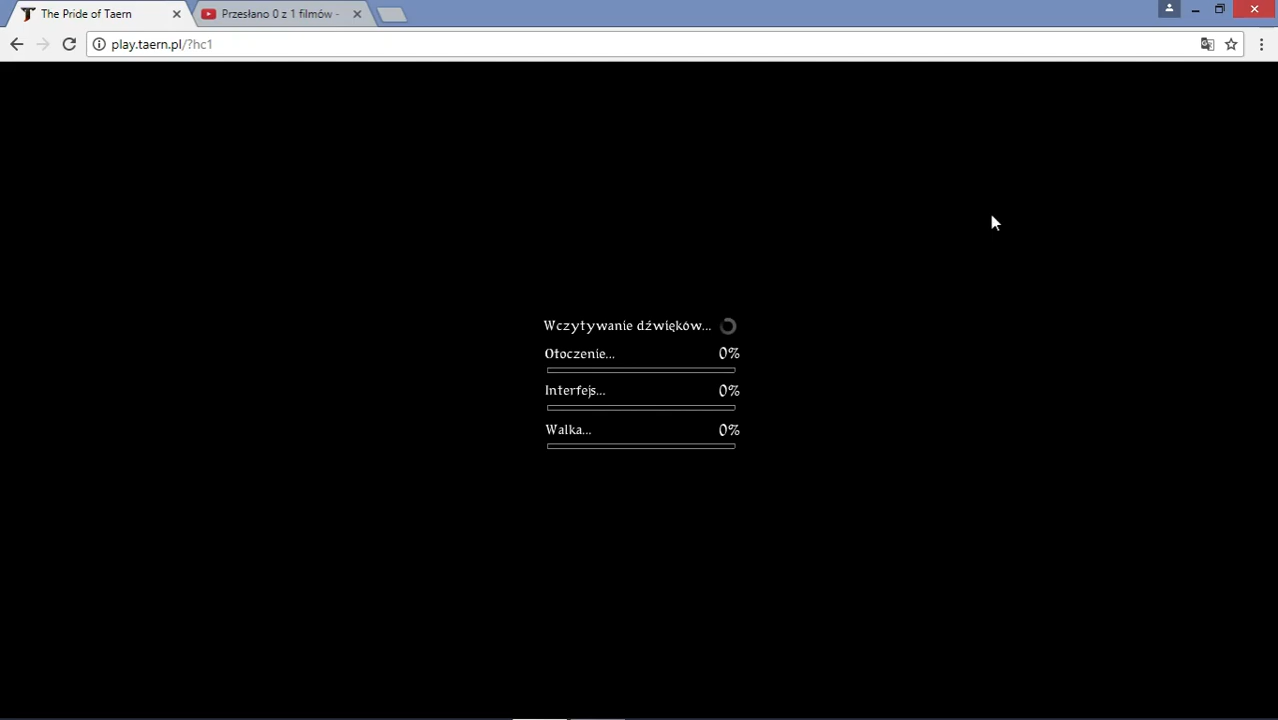 The Pride of Taern
Przesłano 0 z 1 filmów -
play.taern.pl/?hc1
Wczytywanie dźwięków...
Otoczenie... 0%
Interfejs... 0%
Walka... 0%